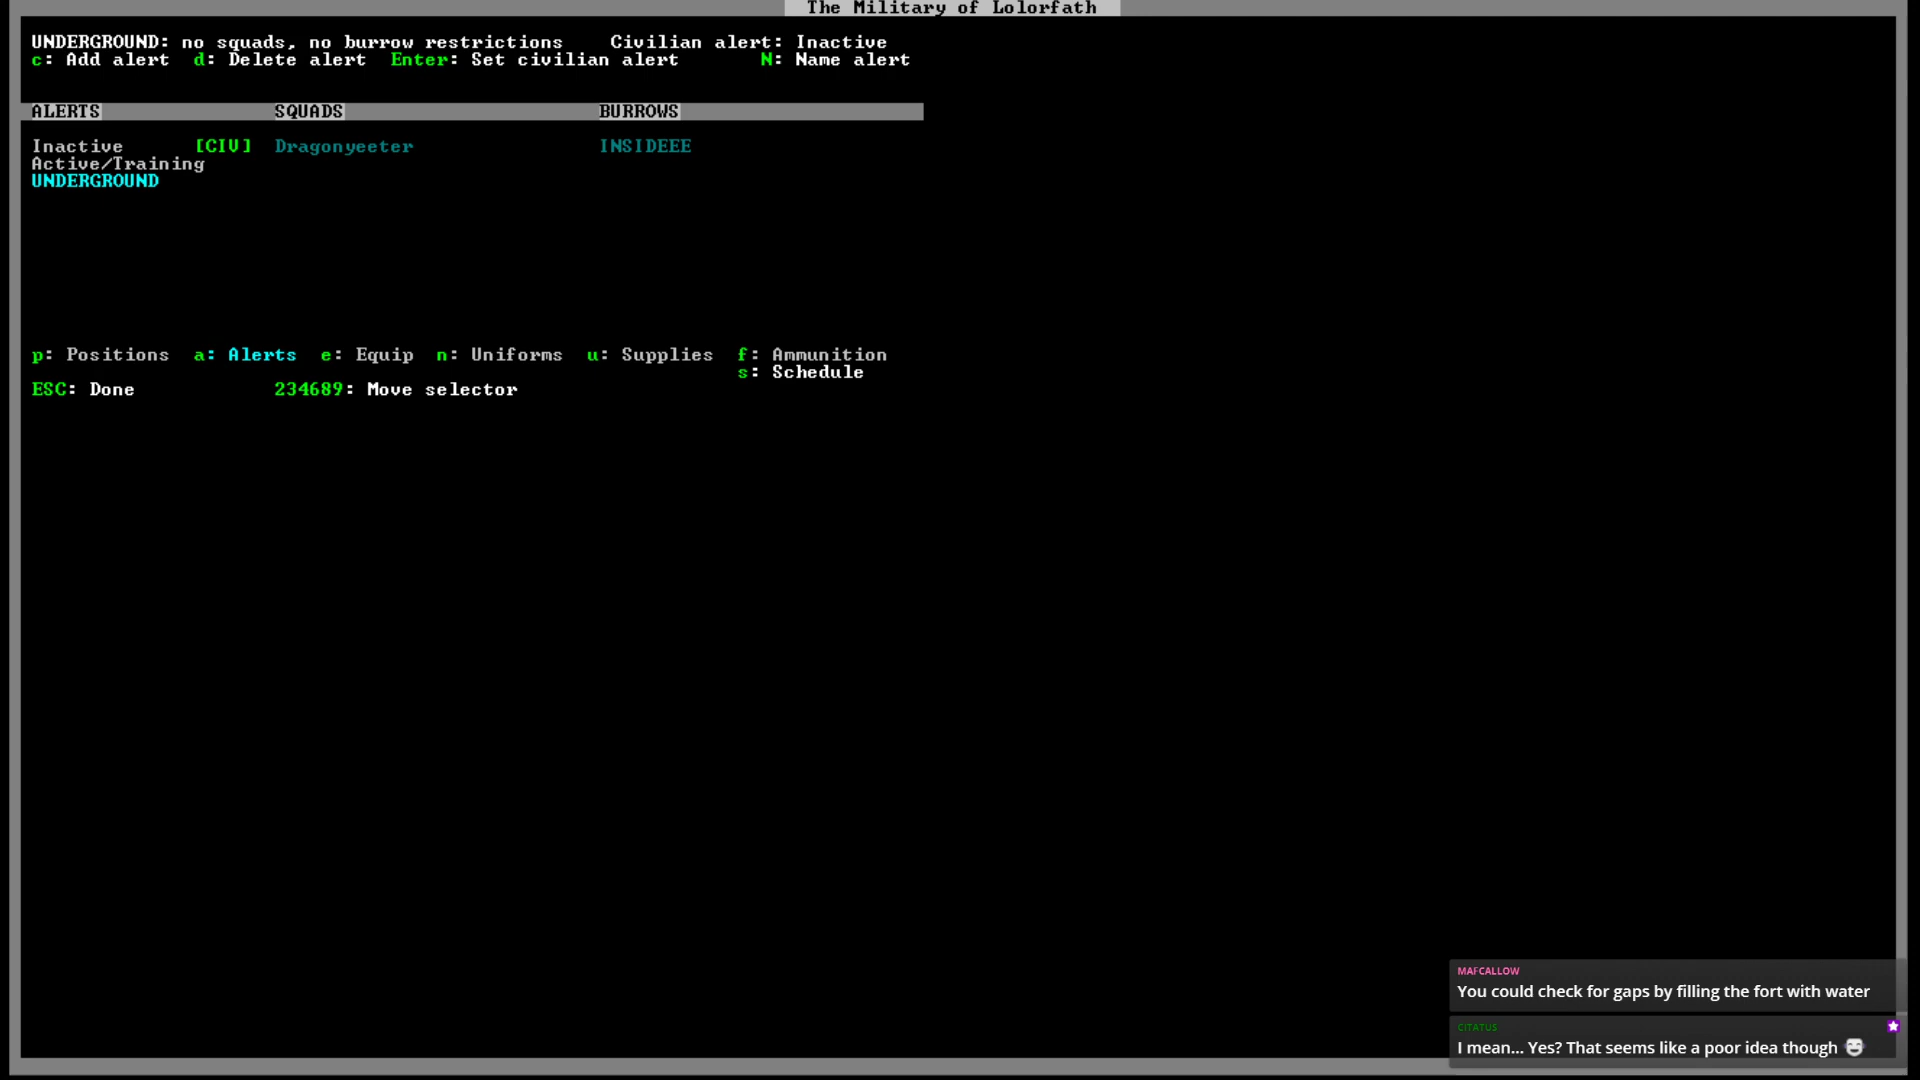 The Military of Lolorfath
UNDERGROUND: no squads, no burrow restrictions    Civilian alert: Inactive
c: Add alert  d: Delete alert  Enter: Set civilian alert       N: Name alert
ALERTS               SQUADS                      BURROWS
Inactive      [CIV]  Dragonyeeter                INSIDEEE
Active/Training
UNDERGROUND
p: Positions  a: Alerts  e: Equip  n: Uniforms  u: Supplies  f: Ammunition
s: Schedule
ESC: Done            234689: Move selector
MAFCALLOW
You could check for gaps by filling the fort with water
CITATUS
I mean... Yes? That seems like a poor idea though